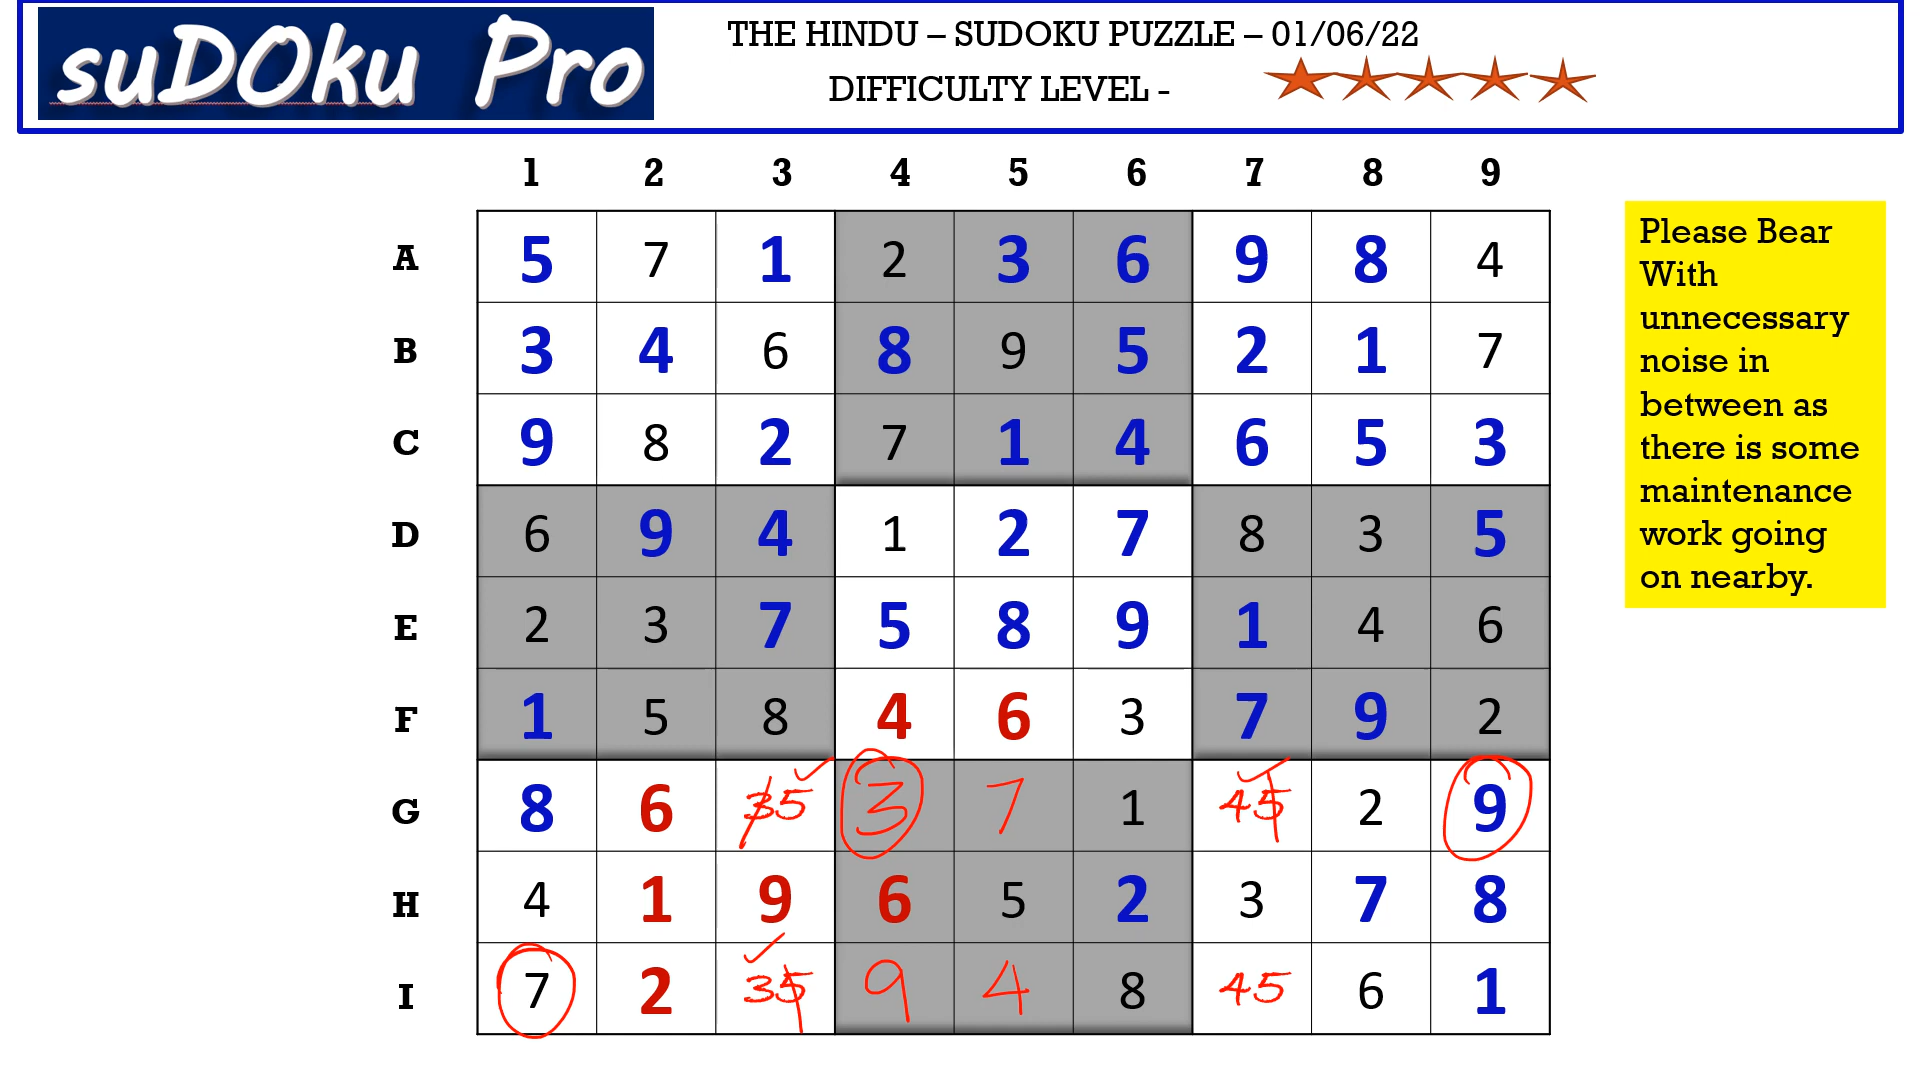 suDOku Pro
THE HINDU – SUDOKU PUZZLE – 01/06/22
DIFFICULTY LEVEL -
1 2 3 4 5 6 7 8 9
A 5 7 1 2 3 6 9 8 4
B 3 4 6 8 9 5 2 1 7
C 9 8 2 7 1 4 6 5 3
D 6 9 4 1 2 7 8 3 5
E 2 3 7 5 8 9 1 4 6
F 1 5 8 4 6 3 7 9 2
G 8 6 35 3 7 1 45 2 9
H 4 1 9 6 5 2 3 7 8
I 7 2 35 9 4 8 45 6 1
Please Bear
With
unnecessary
noise in
between as
there is some
maintenance
work going
on nearby.